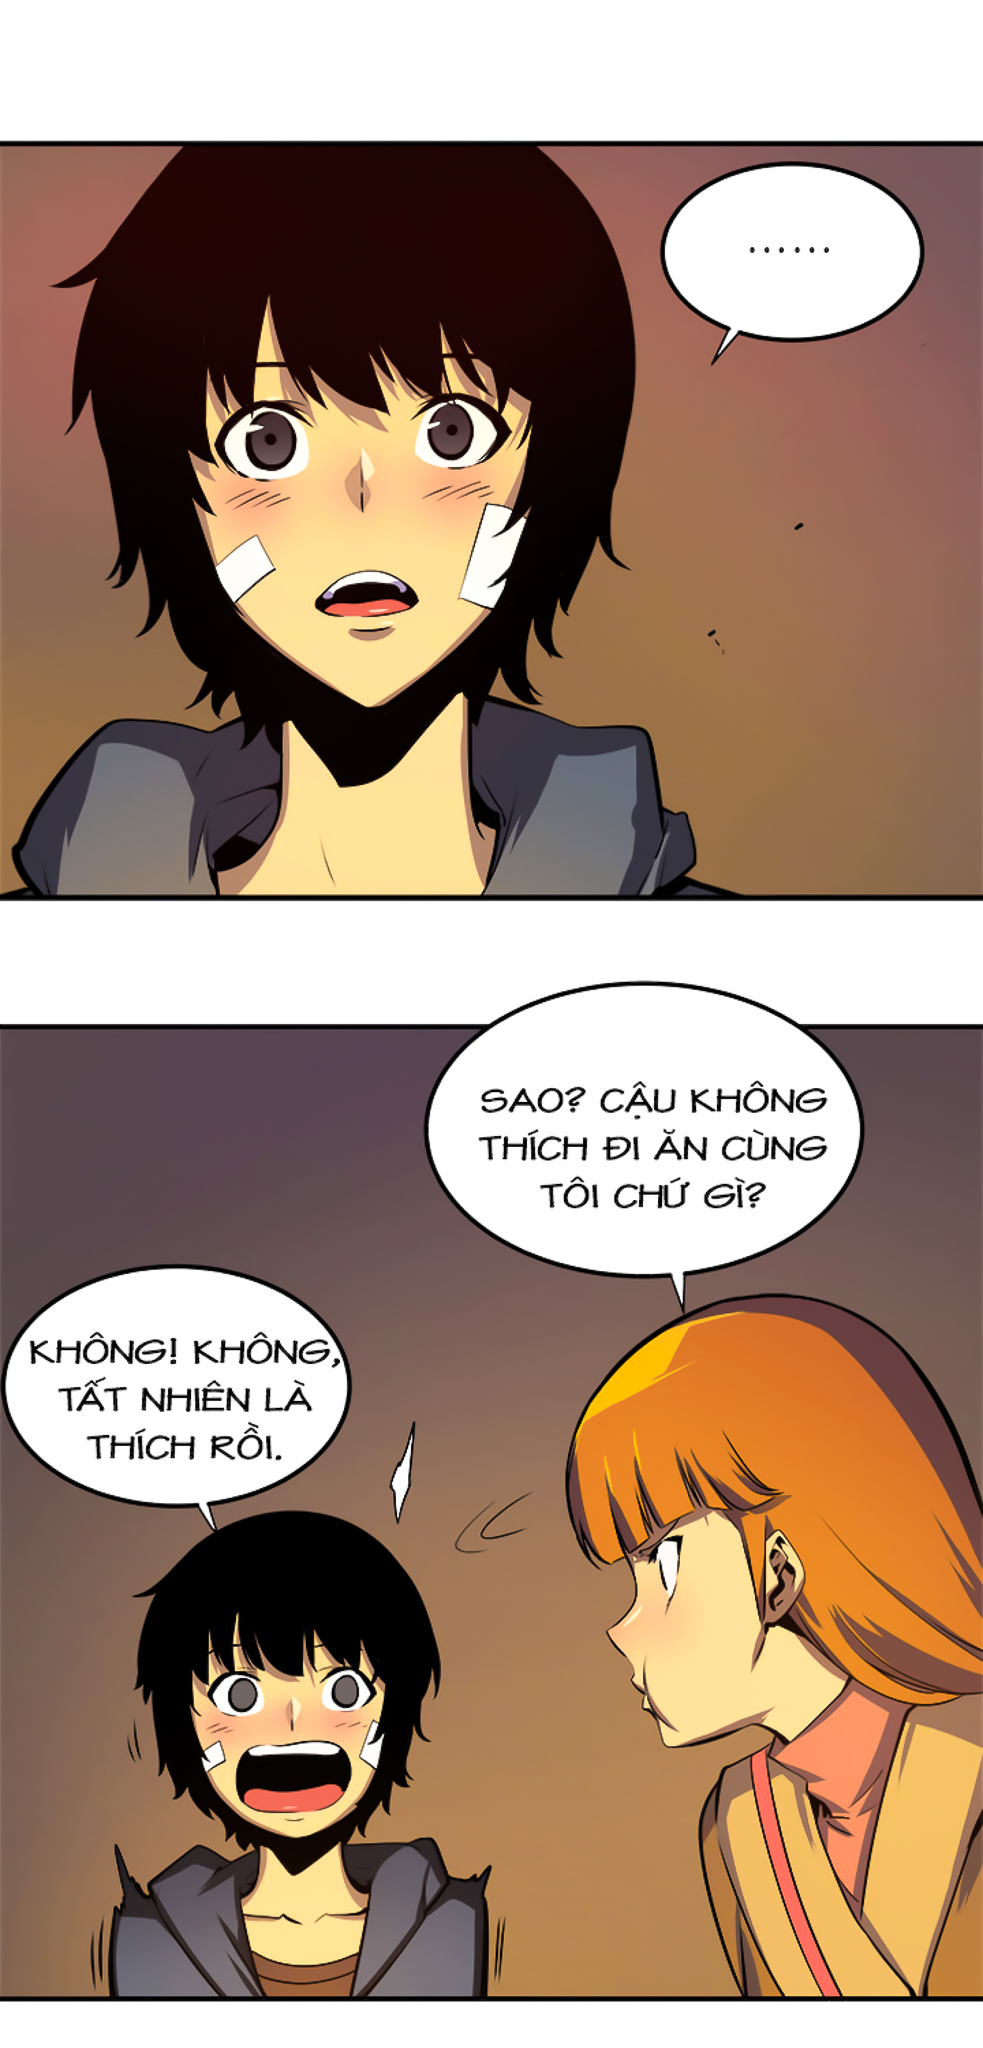 ......
SAO? CẬU KHÔNG
THÍCH ĐI ĂN CÙNG
TÔI CHỨ GÌ?
KHÔNG! KHÔNG,
TẤT NHIÊN LÀ
THÍCH RỒI.